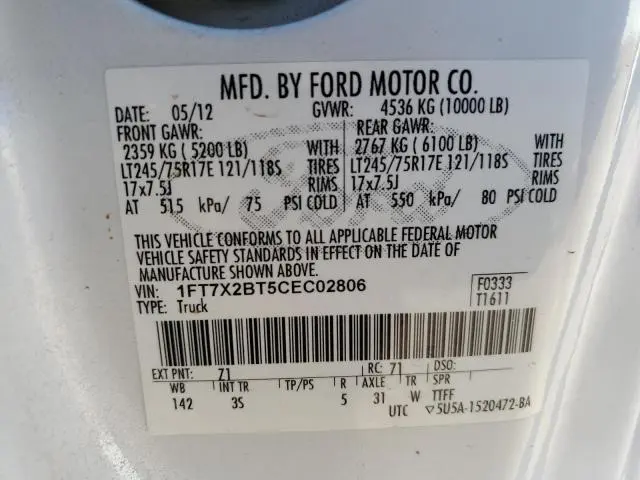 MFD. BY FORD MOTOR CO.
DATE: 05/12 GVWR: 4536 KG (10000 LB)
FRONT GAWR: REAR GAWR:
2359 KG ( 5200 LB) WITH 2767 KG ( 6100 LB) WITH
LT245/75R17E 121/118S TIRES LT245/75R17E 121/118S TIRES
17x7.5J RIMS 17x7.5J RIMS
AT 515 kPa/ 75 PSI COLD AT 550 kPa/ 80 PSI COLD
THIS VEHICLE CONFORMS TO ALL APPLICABLE FEDERAL MOTOR
VEHICLE SAFETY STANDARDS IN EFFECT ON THE DATE OF
MANUFACTURE SHOWN ABOVE.
VIN: 1FT7X2BT5CEC02806 F0333
TYPE: Truck T1611
EXT PNT: 71 RC: 71 DSO:
WB INT TR TP/PS R AXLE TR SPR
142 3S 5 31 W TTFF
UTC ▽5U5A-1520472-BA